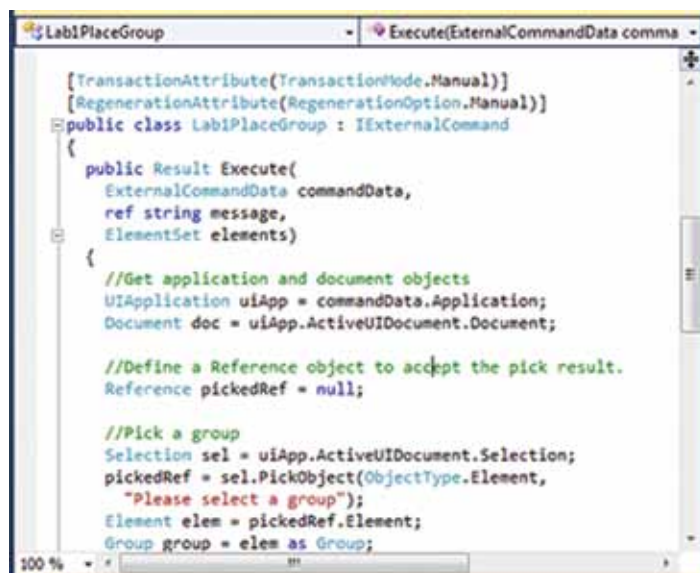 Lab1PlaceGroup
Execute(ExternalCommandData comma
[TransactionAttribute(TransactionMode.Manual)]
[RegenerationAttribute(RegenerationOption.Manual)]
public class Lab1PlaceGroup : IExternalCommand
{
public Result Execute(
ExternalCommandData commandData,
ref string message,
ElementSet elements)
{
//Get application and document objects
UIApplication uiApp = commandData.Application;
Document doc = uiApp.ActiveUIDocument.Document;
//Define a Reference object to accept the pick result.
Reference pickedRef = null;
//Pick a group
Selection sel = uiApp.ActiveUIDocument.Selection;
pickedRef = sel.PickObject(ObjectType.Element,
"Please select a group");
Element elem = pickedRef.Element;
Group group = elem as Group;
100 %